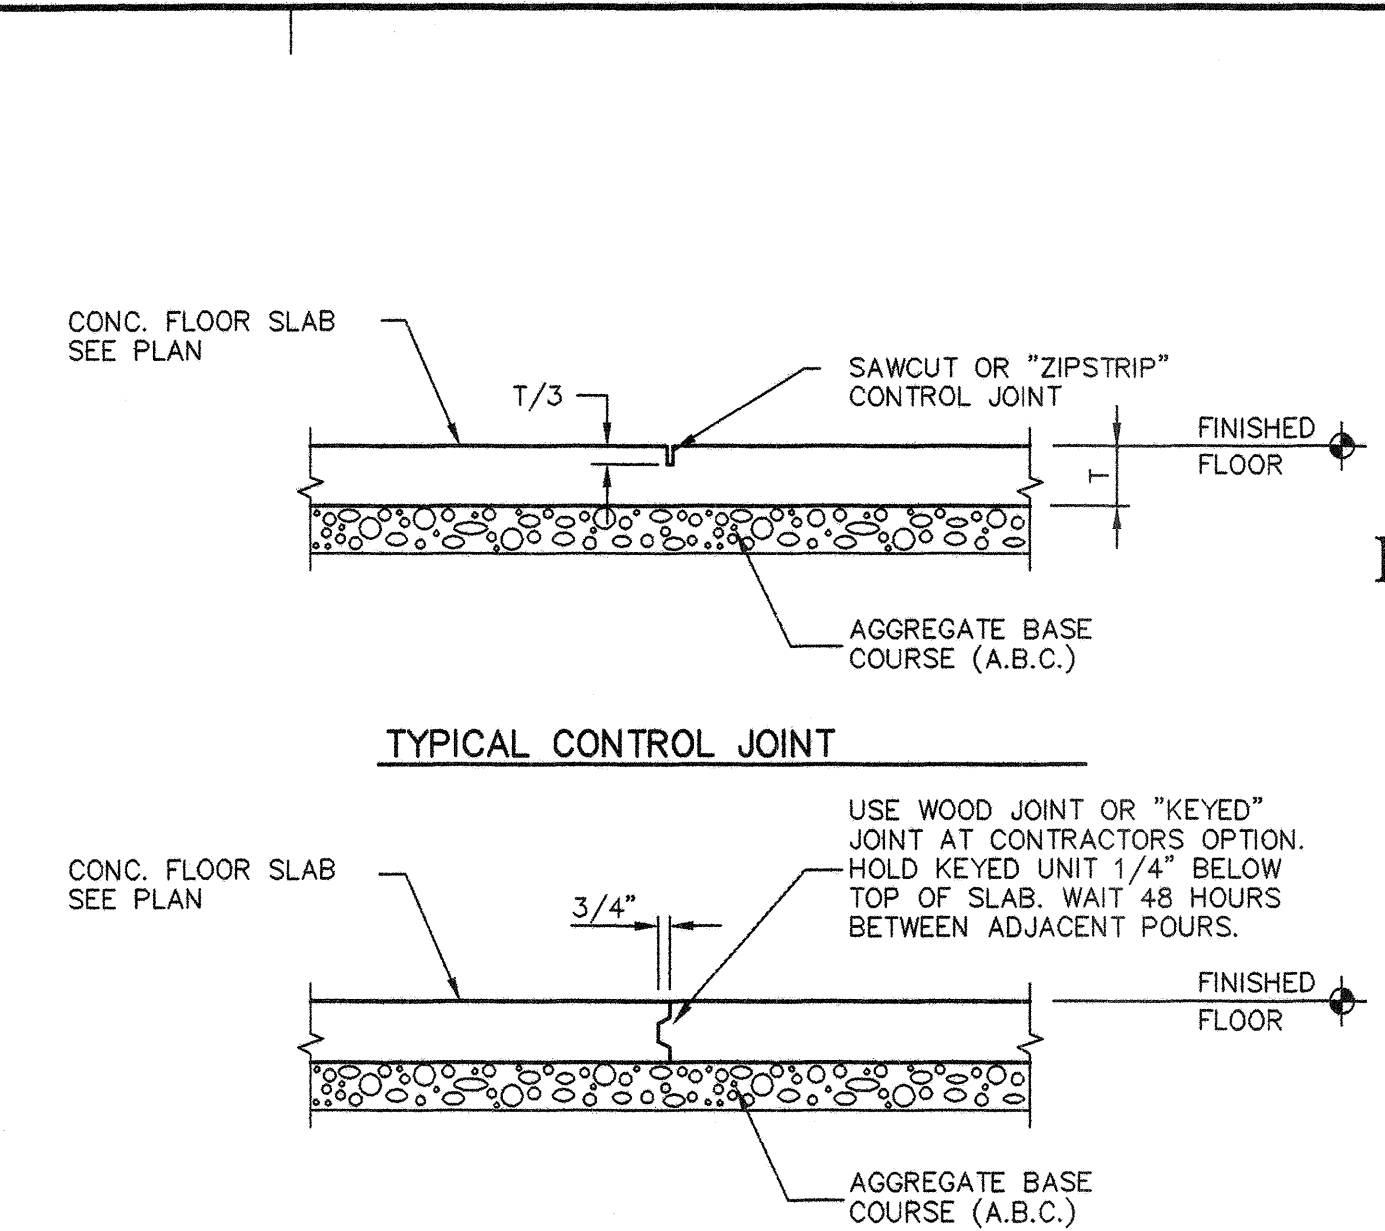 CONC. FLOOR SLAB
SEE PLAN
T/3
SAWCUT OR "ZIPSTRIP"
CONTROL JOINT
FINISHED
FLOOR
T
AGGREGATE BASE
COURSE (A.B.C.)
TYPICAL CONTROL JOINT
USE WOOD JOINT OR "KEYED"
JOINT AT CONTRACTORS OPTION.
HOLD KEYED UNIT 1/4" BELOW
TOP OF SLAB. WAIT 48 HOURS
BETWEEN ADJACENT POURS.
CONC. FLOOR SLAB
SEE PLAN
3/4"
FINISHED
FLOOR
AGGREGATE BASE
COURSE (A.B.C.)